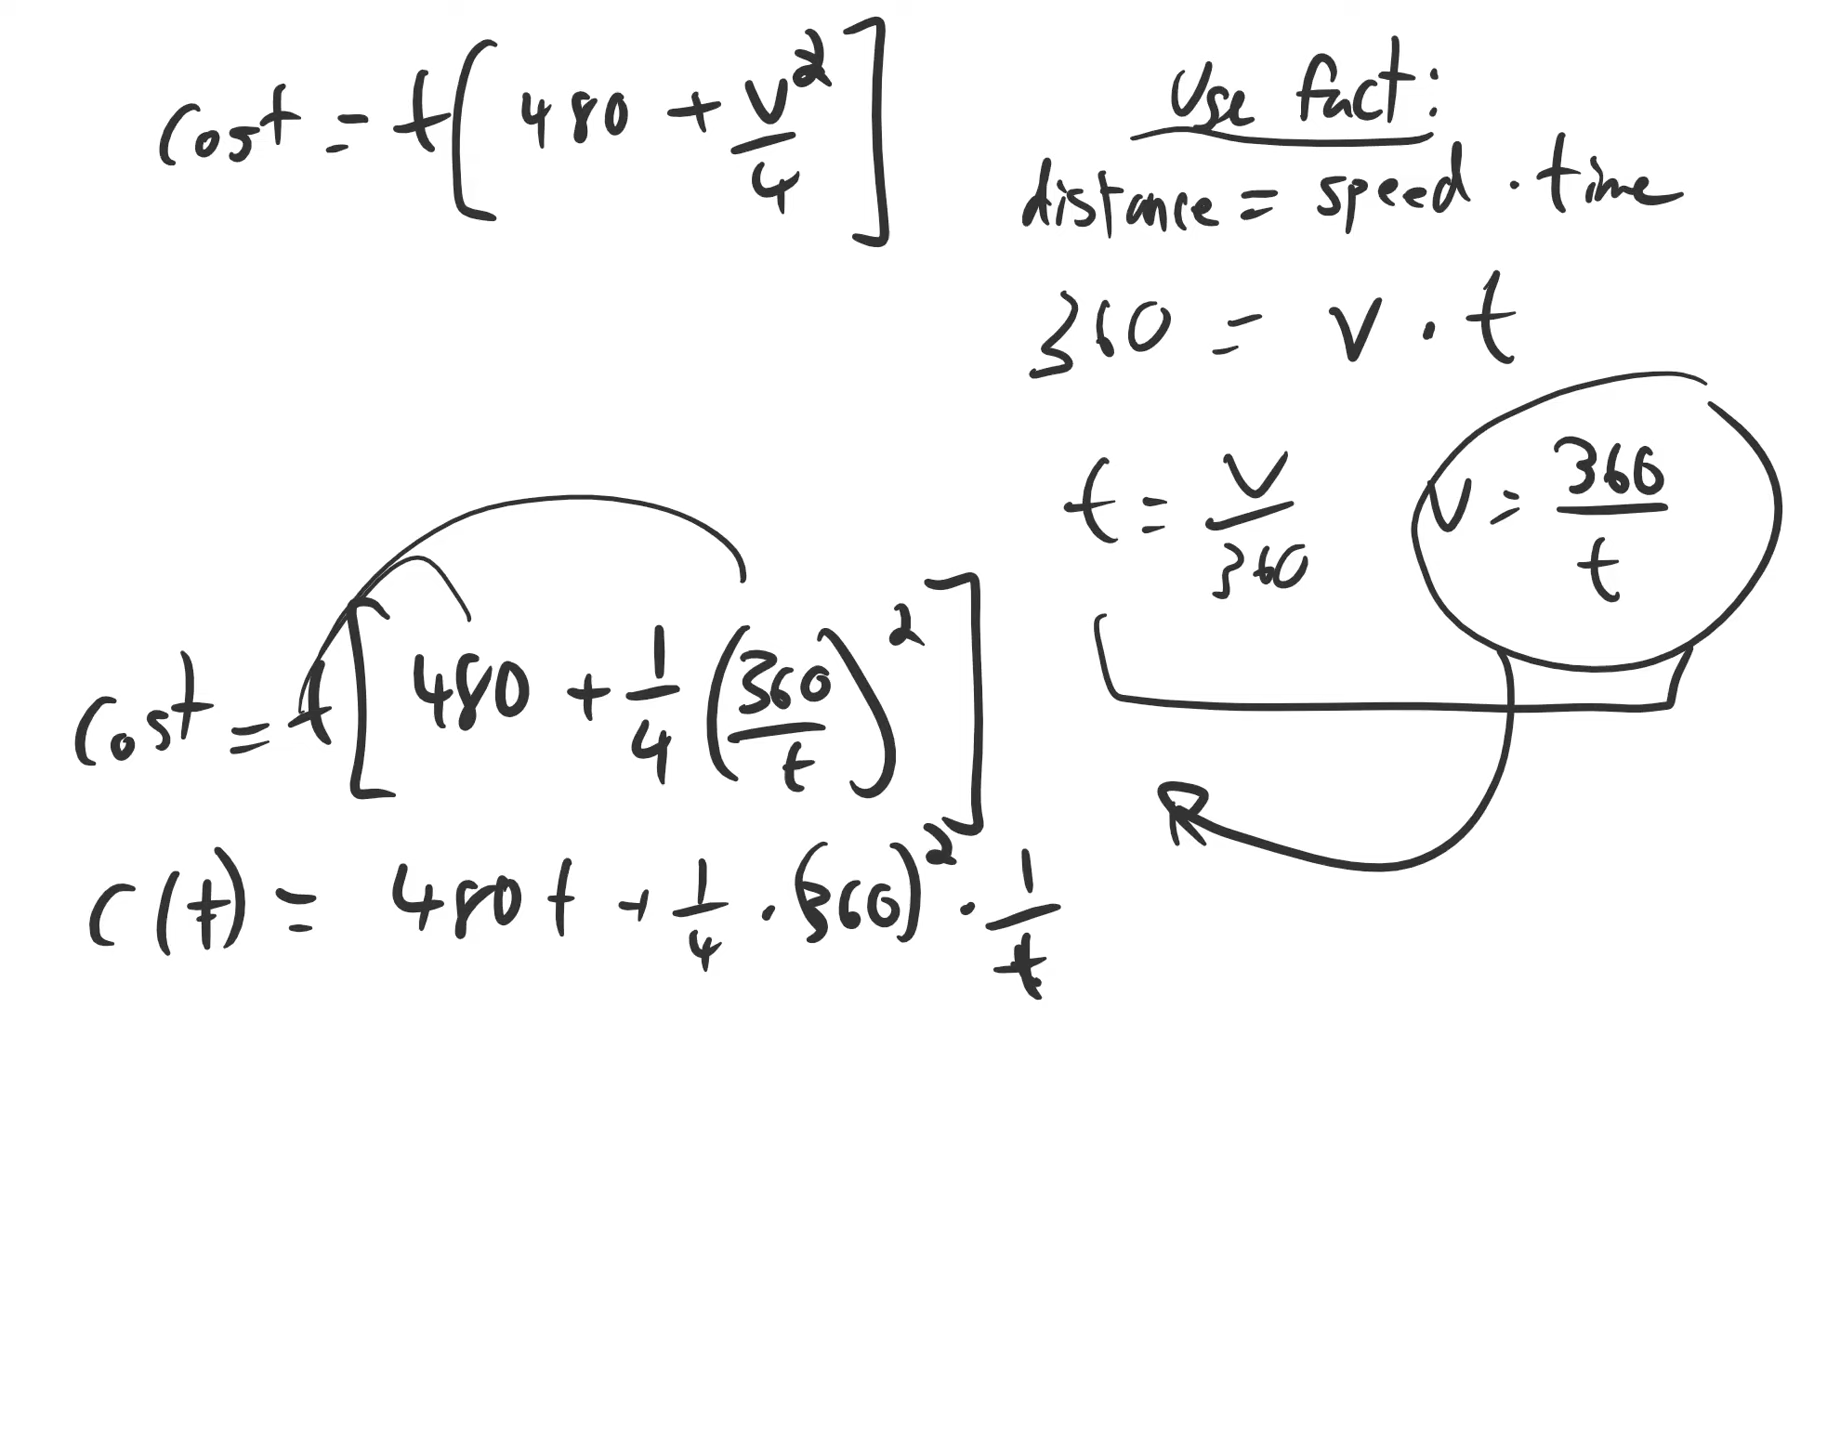 Cost = t[480 + v²/4]
Use fact:
distance = speed · time
360 = v · t
t = v/360 v = 360/t
Cost = t[480 + 1/4 (360/t)²]
C(t) = 480t + 1/4 · (360)² · 1/t